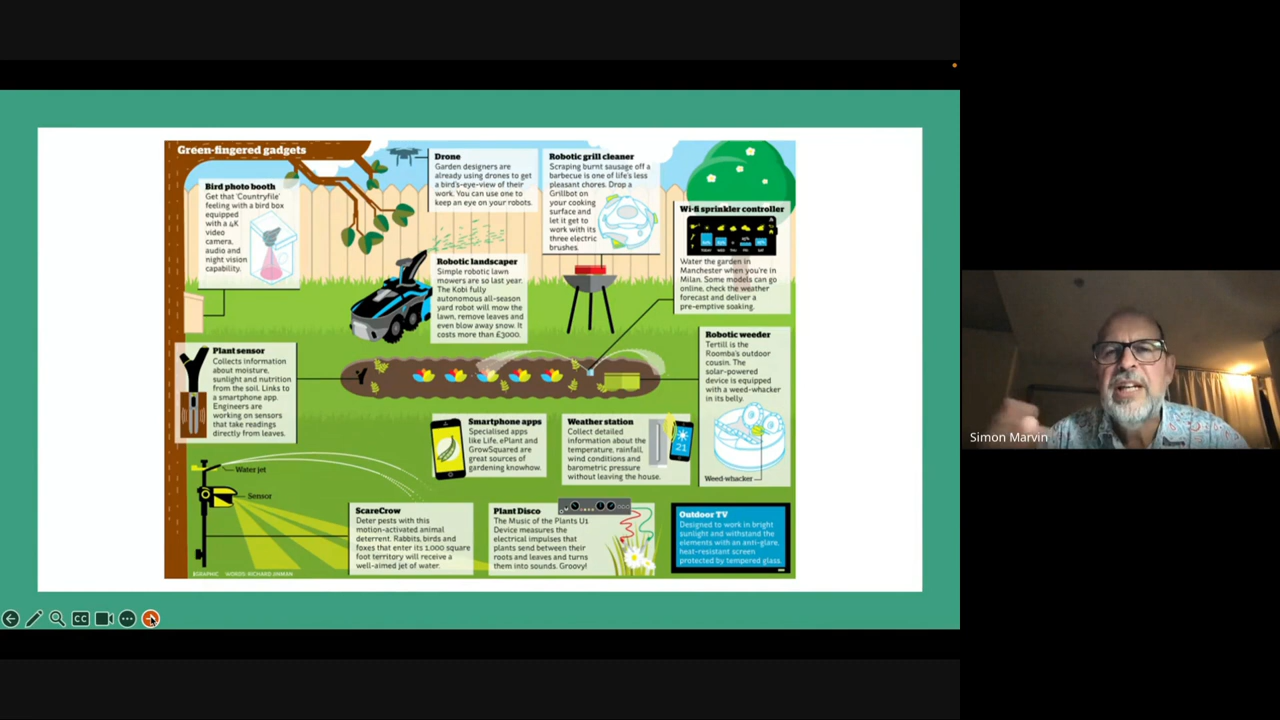 Green-fingered gadgets
Bird photo booth
Get that 'Countryfile'
feeling with a bird box
equipped
with a 4K
video
camera,
audio and
night vision
capability.
Drone
Garden designers are
already using drones to get
a bird's-eye-view of their
work. You can use one to
keep an eye on your robots.
Robotic grill cleaner
Scraping burnt sausage off a
barbecue is one of life's less
pleasant chores. Drop a
Grillbot on
your cooking
surface and
let it get to
work with its
three electric
brushes.
Wi-fi sprinkler controller
Water the garden in
Manchester when you're in
Milan. Some models can go
online, check the weather
forecast and deliver a
pre-emptive soaking.
Robotic landscaper
Simple robotic lawn
mowers are so last year.
The Kobi fully
autonomous all-season
yard robot will mow the
lawn, remove leaves and
even blow away snow. It
costs more than £3000.
Robotic weeder
Tertill is the
Roomba's outdoor
cousin. The
solar-powered
device is equipped
with a weed-whacker
in its belly.
Weed-whacker
Plant sensor
Collects information
about moisture,
sunlight and nutrition
from the soil. Links to
a smartphone app.
Engineers are
working on sensors
that take readings
directly from leaves.
Smartphone apps
Specialised apps
like Life, ePlant and
GrowSquared are
great sources of
gardening knowhow.
Weather station
Collect detailed
information about the
temperature, rainfall,
wind conditions and
barometric pressure
without leaving the house.
21
Water jet
Sensor
ScareCrow
Deter pests with this
motion-activated animal
deterrent. Rabbits, birds and
foxes that enter its 1,000 square
foot territory will receive a
well-aimed jet of water.
Plant Disco
The Music of the Plants U1
Device measures the
electrical impulses that
plants send between their
roots and leaves and turns
them into sounds. Groovy!
Outdoor TV
Designed to work in bright
sunlight and withstand the
elements with an anti-glare,
heat-resistant screen
protected by tempered glass.
GRAPHIC WORDS: RICHARD JINMAN
CC
Simon Marvin